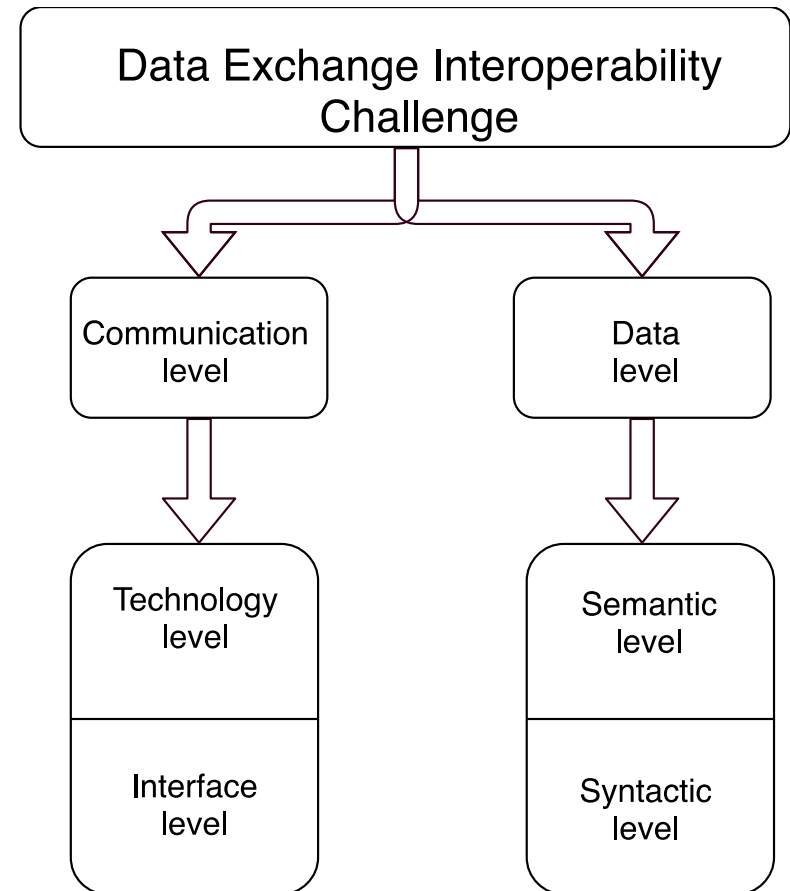 Data Exchange Interoperability
Challenge
Communication
level
Data
level
Technology
level
Semantic
level
Interface
level
Syntactic
level